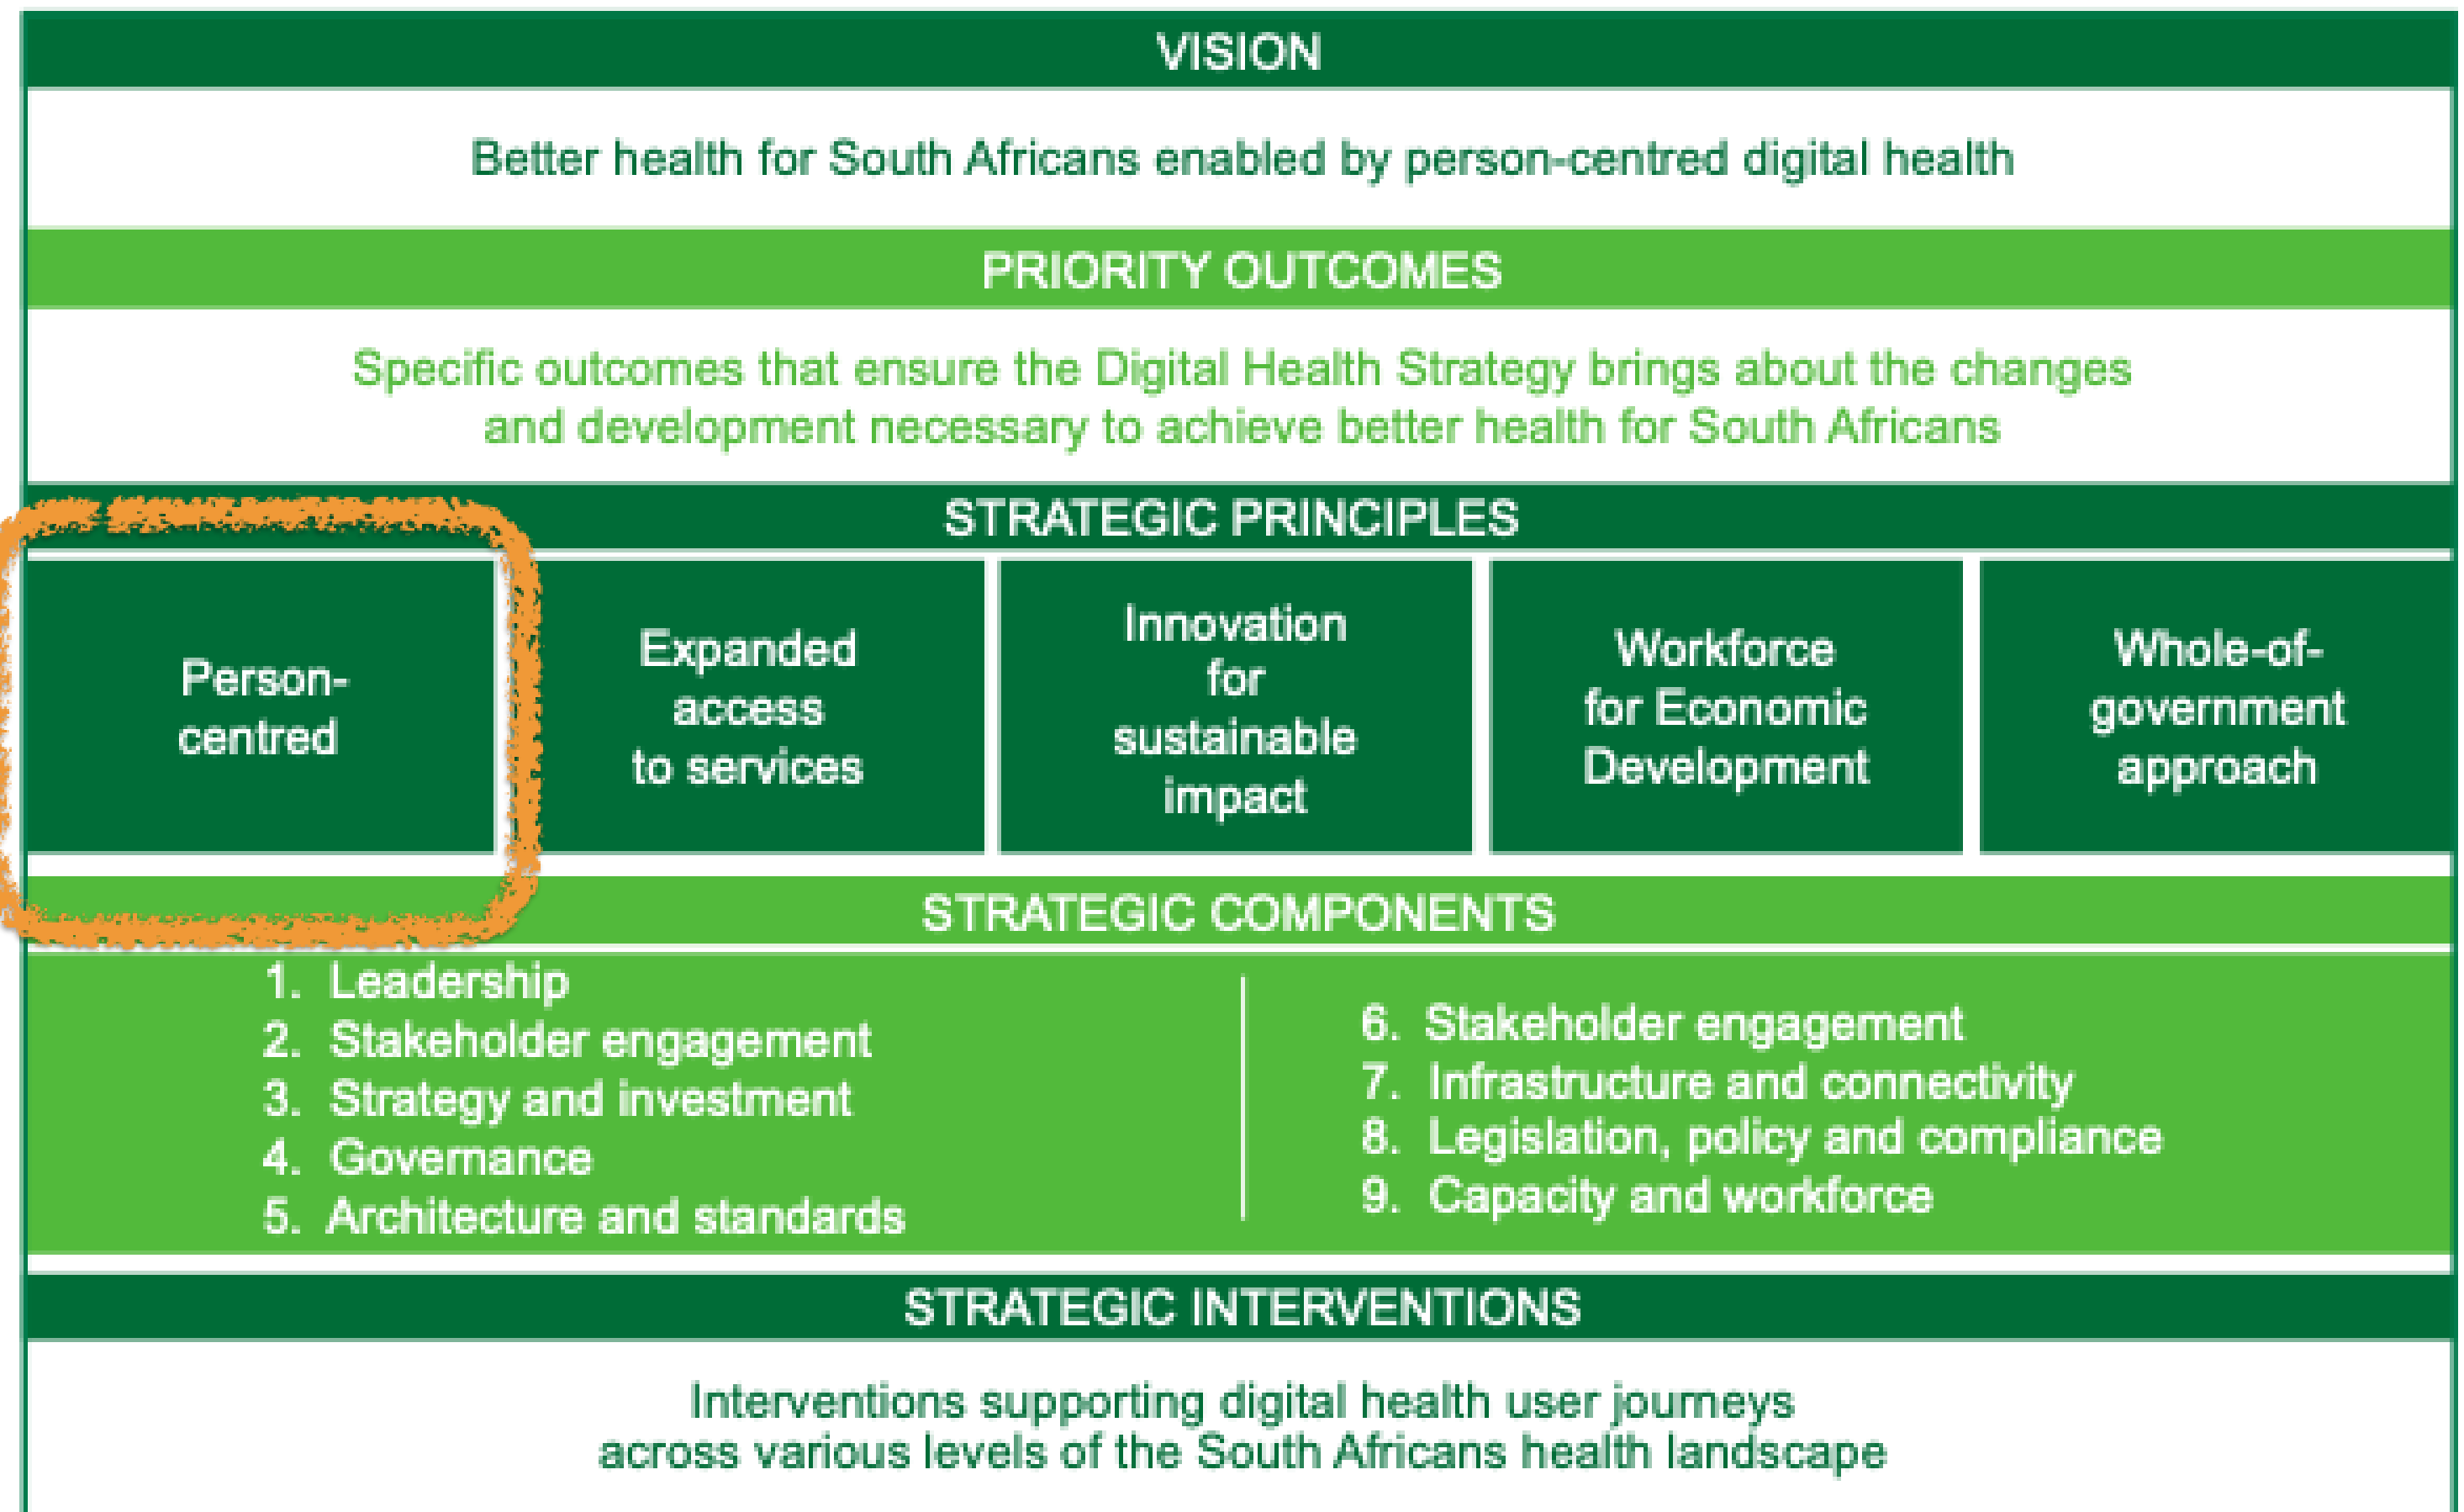 VISION
Better health for South Africans enabled by person-centred digital health
PRIORITY OUTCOMES
Specific outcomes that ensure the Digital Health Strategy brings about the changes
and development necessary to achieve better health for South Africans
STRATEGIC PRINCIPLES
Person-
centred
Expanded
access
to services
Innovation
for
sustainable
impact
Workforce
for Economic
Development
Whole-of-
government
approach
STRATEGIC COMPONENTS
1. Leadership
2. Stakeholder engagement
3. Strategy and investment
4. Governance
5. Architecture and standards
6. Stakeholder engagement
7. Infrastructure and connectivity
8. Legislation, policy and compliance
9. Capacity and workforce
STRATEGIC INTERVENTIONS
Interventions supporting digital health user journeys
across various levels of the South Africans health landscape